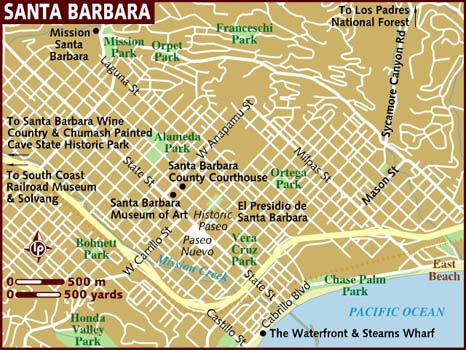 SANTA BARBARA
To Los Padres
National Forest
Franceschi
Park
Mission
Santa
Barbara
Mission
Park
Orpet
Park
Laguna St
Sycamore Canyon Rd
To Santa Barbara Wine
Country & Chumash Painted
Cave State Historic Park
Alameda
Park
W Anapamu St
Milpas St
To South Coast
Railroad Museum
& Solvang
State St
Santa Barbara
County Courthouse
Ortega
Park
Mason St
Santa Barbara
Museum of Art
Historic
Paseo
El Presidio de
Santa Barbara
Bohnett
Park
W Carrillo St
Paseo
Nuevo
Vera
Cruz
Park
Mission Creek
State St
East
Beach
500 m
500 yards
Chase Palm
Park
Cabrillo Blvd
PACIFIC OCEAN
Honda
Valley
Park
Castillo St
The Waterfront & Stearns Wharf